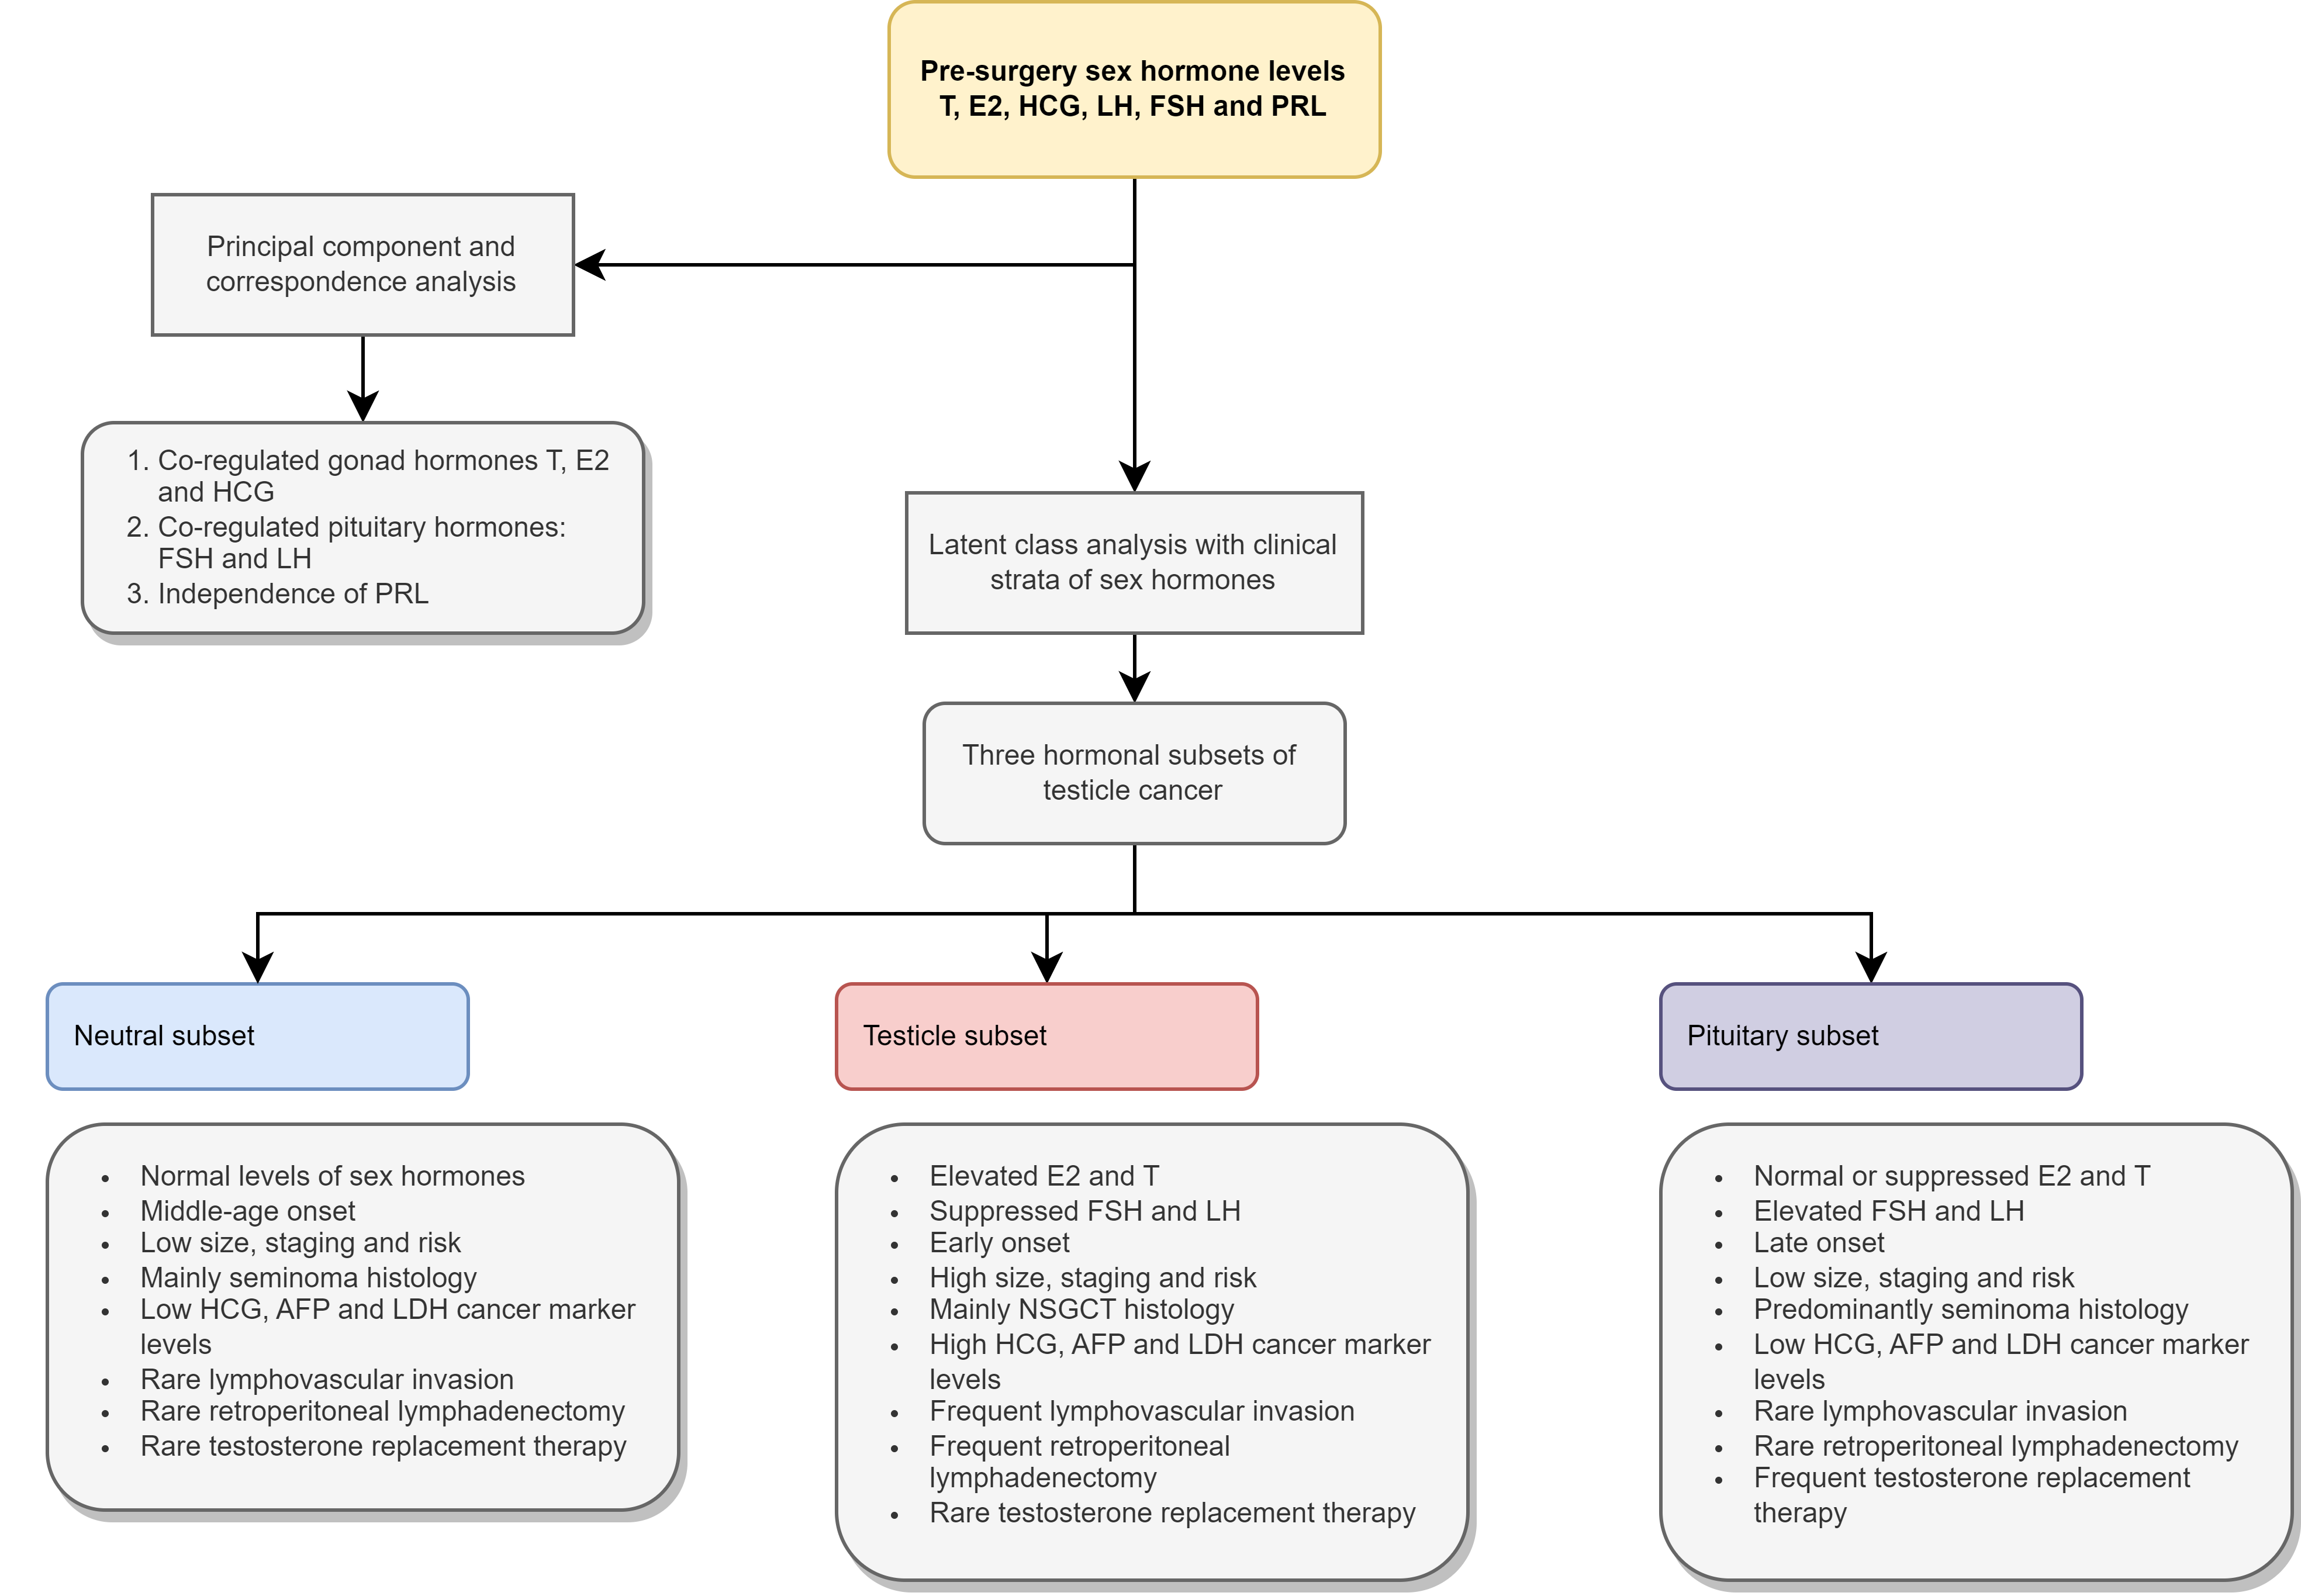 Pre-surgery sex hormone levels
T, E2, HCG, LH, FSH and PRL
Principal component and
correspondence analysis
1. Co-regulated gonad hormones T, E2
and HCG
2. Co-regulated pituitary hormones:
FSH and LH
3. Independence of PRL
Latent class analysis with clinical
strata of sex hormones
Three hormonal subsets of
testicle cancer
Neutral subset
• Normal levels of sex hormones
• Middle-age onset
• Low size, staging and risk
• Mainly seminoma histology
• Low HCG, AFP and LDH cancer marker
levels
• Rare lymphovascular invasion
• Rare retroperitoneal lymphadenectomy
• Rare testosterone replacement therapy
Testicle subset
• Elevated E2 and T
• Suppressed FSH and LH
• Early onset
• High size, staging and risk
• Mainly NSGCT histology
• High HCG, AFP and LDH cancer marker
levels
• Frequent lymphovascular invasion
• Frequent retroperitoneal
lymphadenectomy
• Rare testosterone replacement therapy
Pituitary subset
• Normal or suppressed E2 and T
• Elevated FSH and LH
• Late onset
• Low size, staging and risk
• Predominantly seminoma histology
• Low HCG, AFP and LDH cancer marker
levels
• Rare lymphovascular invasion
• Rare retroperitoneal lymphadenectomy
• Frequent testosterone replacement
therapy